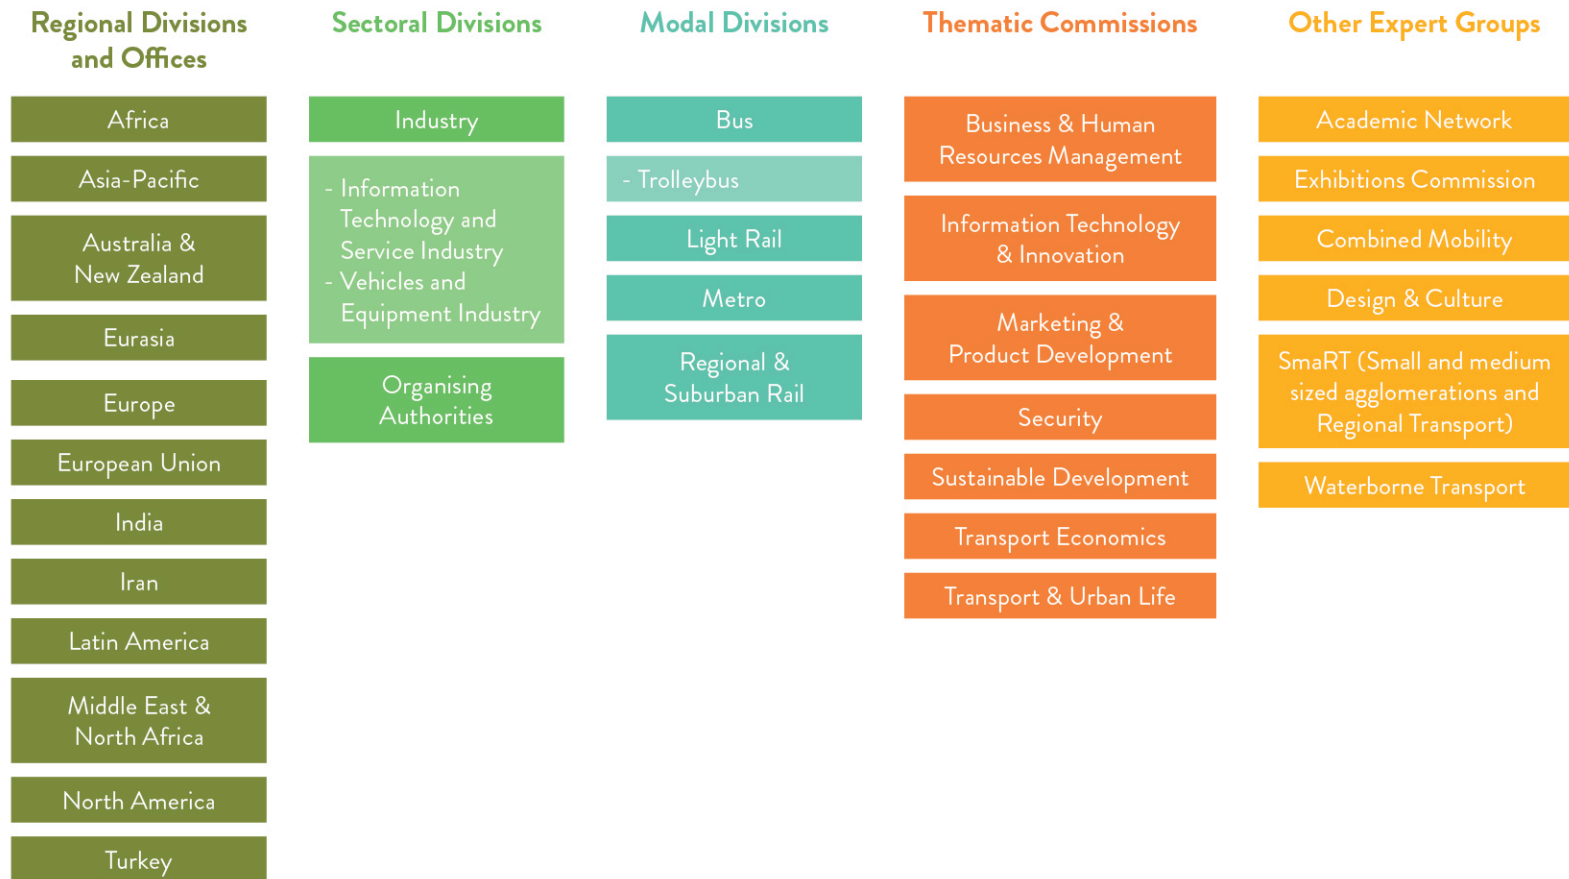 Regional Divisions
and Offices
Africa
Asia-Pacific
Australia &
New Zealand
Eurasia
Europe
European Union
India
Iran
Latin America
Middle East &
North Africa
North America
Turkey
Sectoral Divisions
Industry
- Information
Technology and
Service Industry
- Vehicles and
Equipment Industry
Organising
Authorities
Modal Divisions
Bus
- Trolleybus
Light Rail
Metro
Regional &
Suburban Rail
Thematic Commissions
Business & Human
Resources Management
Information Technology
& Innovation
Marketing &
Product Development
Security
Sustainable Development
Transport Economics
Transport & Urban Life
Other Expert Groups
Academic Network
Exhibitions Commission
Combined Mobility
Design & Culture
SmaRT (Small and medium
sized agglomerations and
Regional Transport)
Waterborne Transport